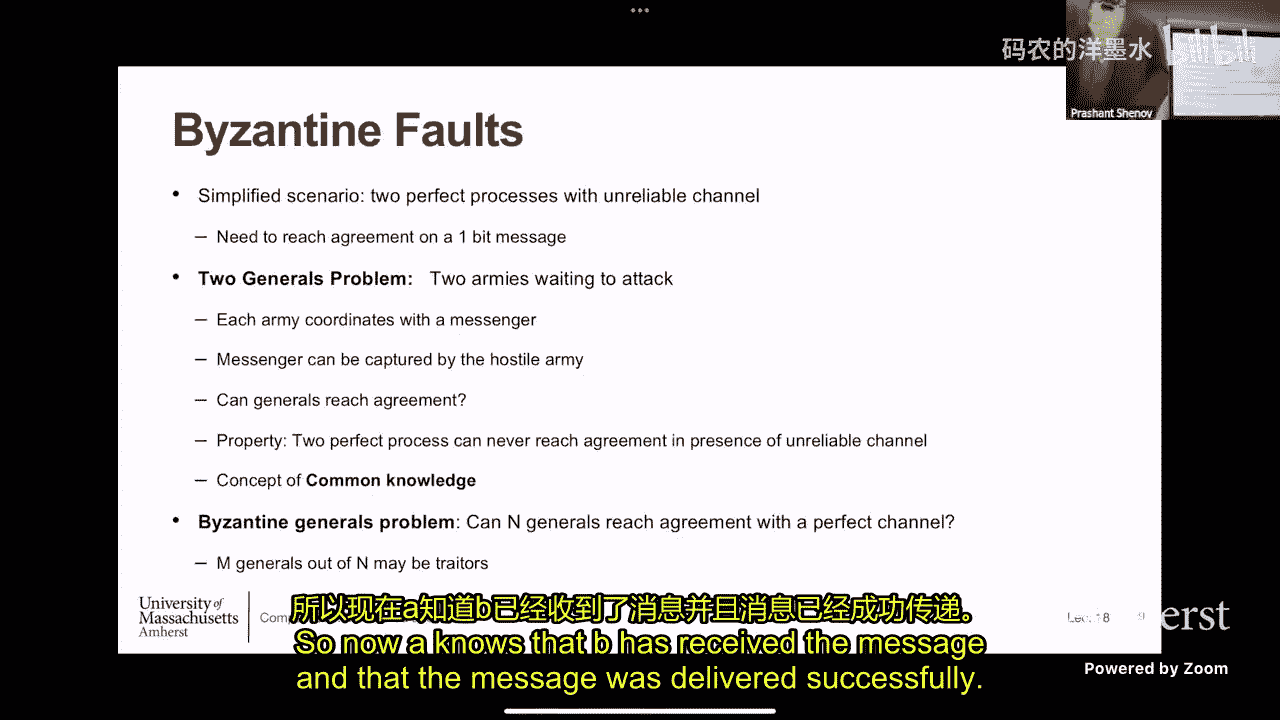 码农的洋墨水 bilibili
Prashant Shenoy
Byzantine Faults
• Simplified scenario: two perfect processes with unreliable channel
– Need to reach agreement on a 1 bit message
• Two Generals Problem: Two armies waiting to attack
– Each army coordinates with a messenger
– Messenger can be captured by the hostile army
– Can generals reach agreement?
– Property: Two perfect process can never reach agreement in presence of unreliable channel
– Concept of Common knowledge
• Byzantine generals problem: Can N generals reach agreement with a perfect channel?
– M generals out of N may be traitors
University of
Massachusetts
Amherst
9
erst
所以现在a知道b已经收到了消息并且消息已经成功传递。
So now a knows that b has received the message
and that the message was delivered successfully.
Powered by Zoom